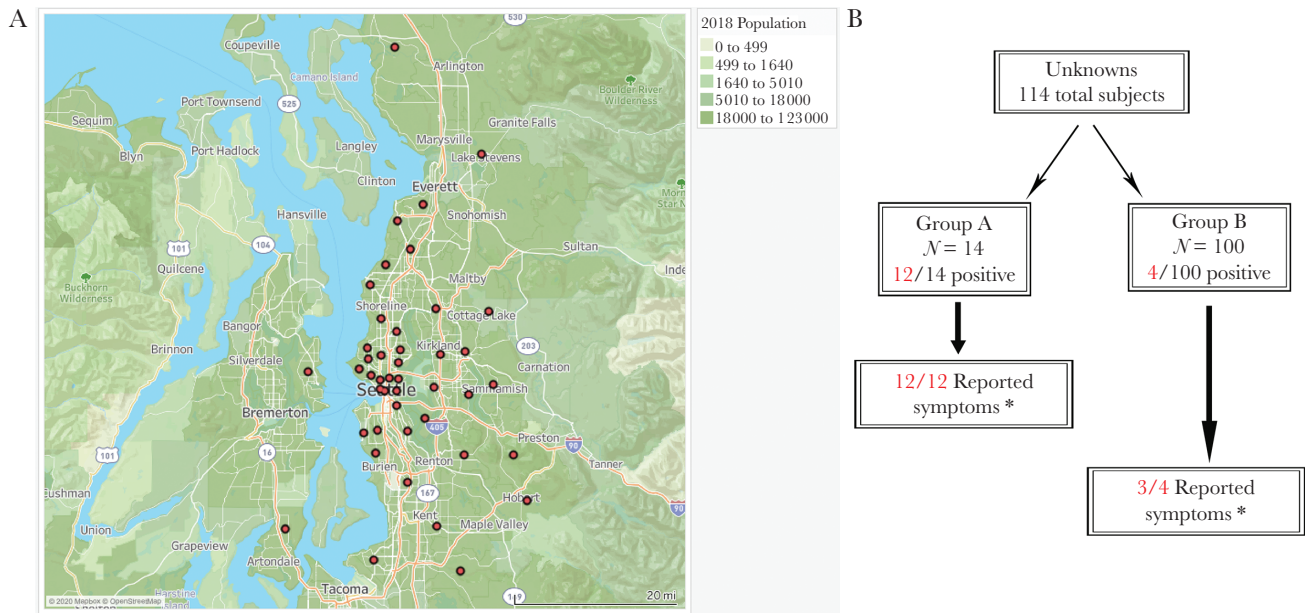 A
530
Coupeville
Camano Island
Arlington
Boulder River
Wilderness
525
Port Townsend
Sequim
Granite Falls
Marysville
Port Hadlock
Langley
Lake Stevens
Blyn
Clinton
Everett
Hansville
Snohomish
104
101
Sultan
Quilcene
Maltby
Buckhorn
Wilderness
Shoreline
Cottage Lake
Bangor
Brinnon
Kirkland
203
Silverdale
Carnation
Seattle
Sammamish
Bremerton
405
Preston
90
101
16
Tanner
Burien
Renton
167
Hobart
90
Union
Kent
Maple Valley
Grapeview
Artondale
Tacoma
© 2020 Mapbox © OpenStreetMap
20 mi
2018 Population
0 to 499
499 to 1640
1640 to 5010
5010 to 18000
18000 to 123000
B
Unknowns
114 total subjects
Group A
N = 14
12/14 positive
Group B
N = 100
4/100 positive
12/12 Reported
symptoms *
3/4 Reported
symptoms *